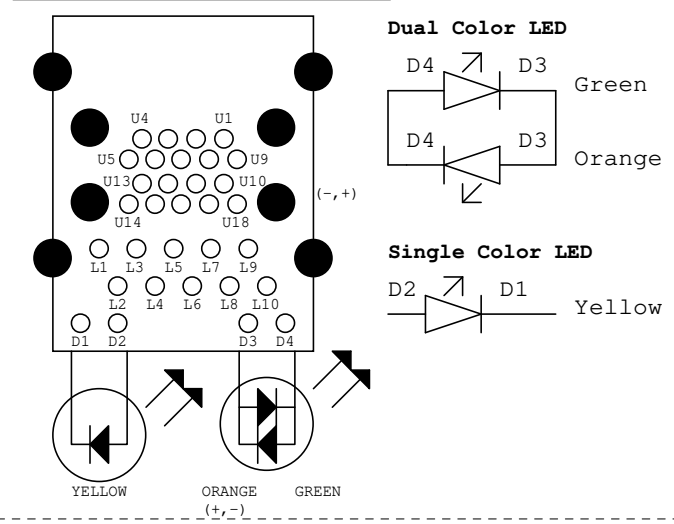 Dual Color LED
D4 D3
Green
D4 D3
Orange
U4 U1
U5 U9
U13 U10
U14 U18
(-,+)
L1 L3 L5 L7 L9
L2 L4 L6 L8 L10
D1 D2 D3 D4
Single Color LED
D2 D1
Yellow
YELLOW ORANGE GREEN
(+,-)